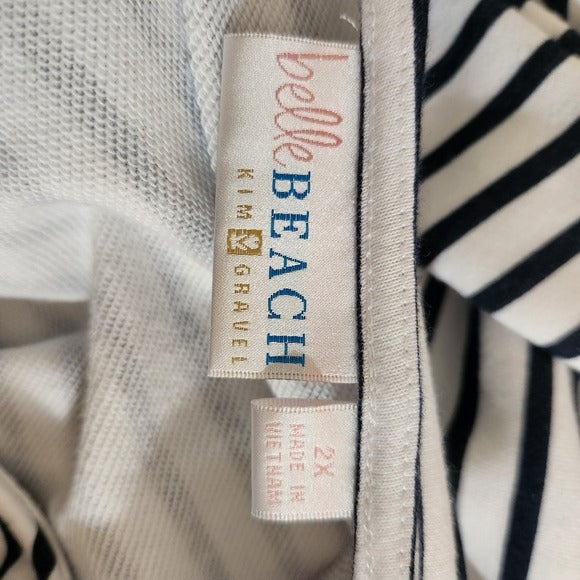 belle
BEACH
KIM GRAVEL
2X
MADE IN
VIETNAM